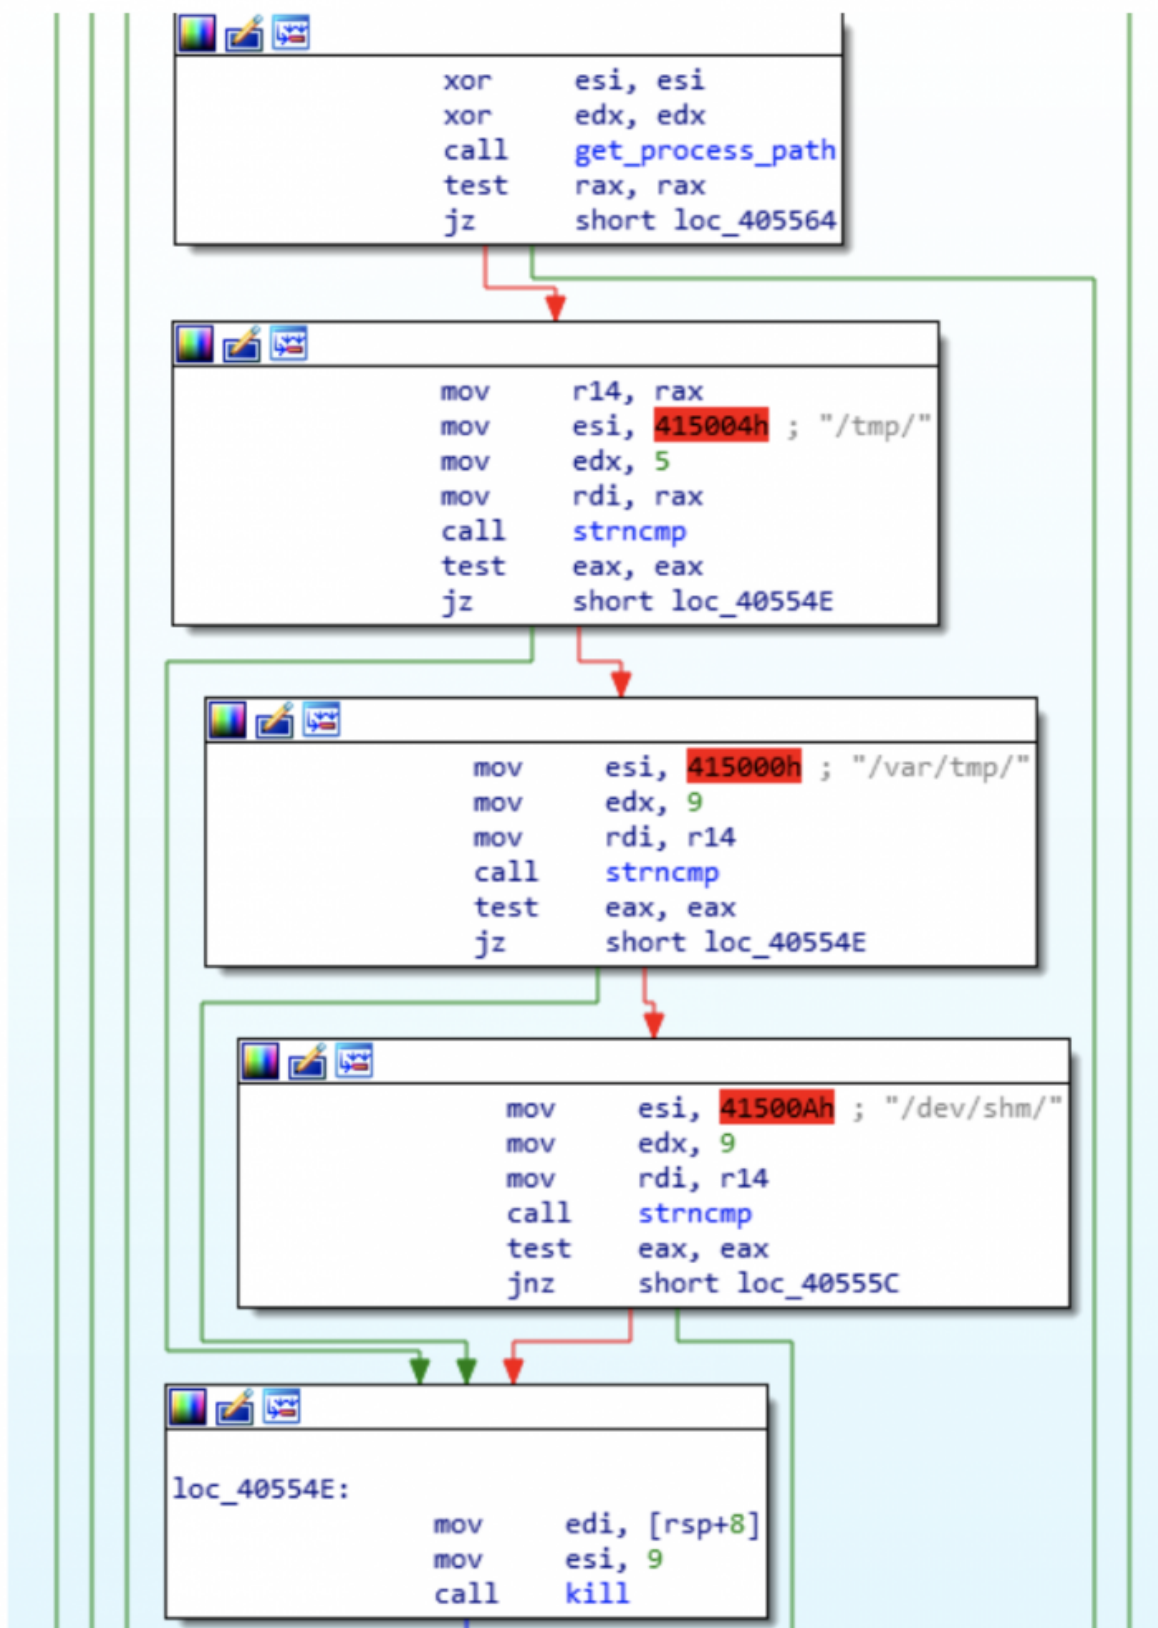 xor esi, esi
xor edx, edx
call get_process_path
test rax, rax
jz short loc_405564
mov r14, rax
mov esi, 415004h ; "/tmp/"
mov edx, 5
mov rdi, rax
call strncmp
test eax, eax
jz short loc_40554E
mov esi, 415000h ; "/var/tmp/"
mov edx, 9
mov rdi, r14
call strncmp
test eax, eax
jz short loc_40554E
mov esi, 41500Ah ; "/dev/shm/"
mov edx, 9
mov rdi, r14
call strncmp
test eax, eax
jnz short loc_40555C
loc_40554E:
mov edi, [rsp+8]
mov esi, 9
call kill